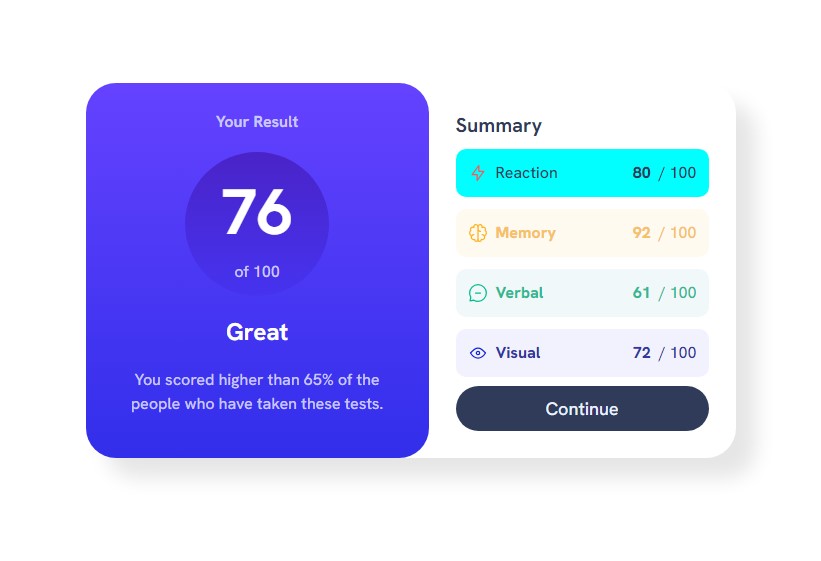 Your Result
76
of 100
Great
You scored higher than 65% of the
people who have taken these tests.
Summary
Reaction 80 / 100
Memory 92 / 100
Verbal 61 / 100
Visual 72 / 100
Continue